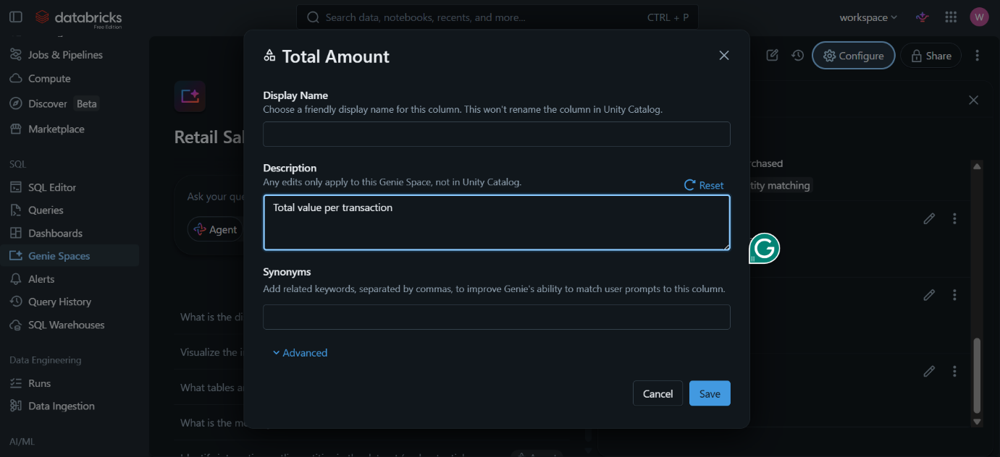 databricks
Free Edition
Search data, notebooks, recents, and more...
CTRL + P
workspace
W
Jobs & Pipelines
Compute
Discover
Beta
Marketplace
SQL
SQL Editor
Queries
Dashboards
Genie Spaces
Alerts
Query History
SQL Warehouses
Data Engineering
Runs
Data Ingestion
AI/ML
Retail Sal
Ask your que
Agent
What is the di
Visualize the i
What tables a
What is the m
Total Amount
Display Name
Choose a friendly display name for this column. This won't rename the column in Unity Catalog.
Description
Any edits only apply to this Genie Space, not in Unity Catalog.
Reset
Total value per transaction
Synonyms
Add related keywords, separated by commas, to improve Genie's ability to match user prompts to this column.
Advanced
Cancel
Save
Configure
Share
chased
tity matching
G